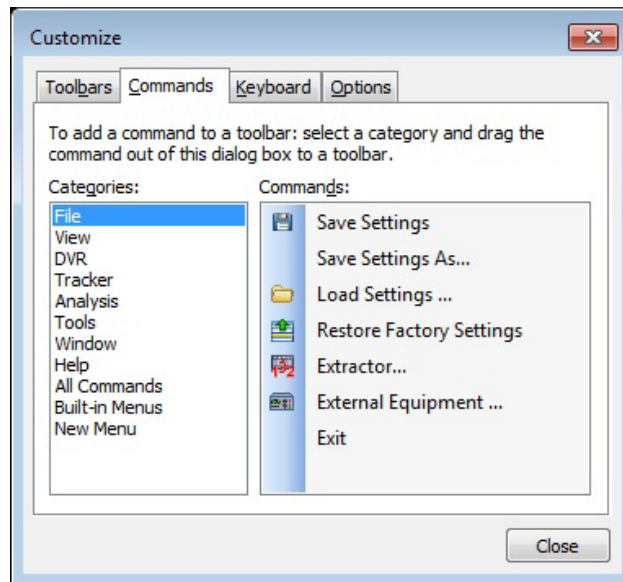 Customize
Toolbars Commands Keyboard Options
To add a command to a toolbar: select a category and drag the
command out of this dialog box to a toolbar.
Categories:
File
View
DVR
Tracker
Analysis
Tools
Window
Help
All Commands
Built-in Menus
New Menu
Commands:
Save Settings
Save Settings As...
Load Settings ...
Restore Factory Settings
Extractor...
External Equipment ...
Exit
Close